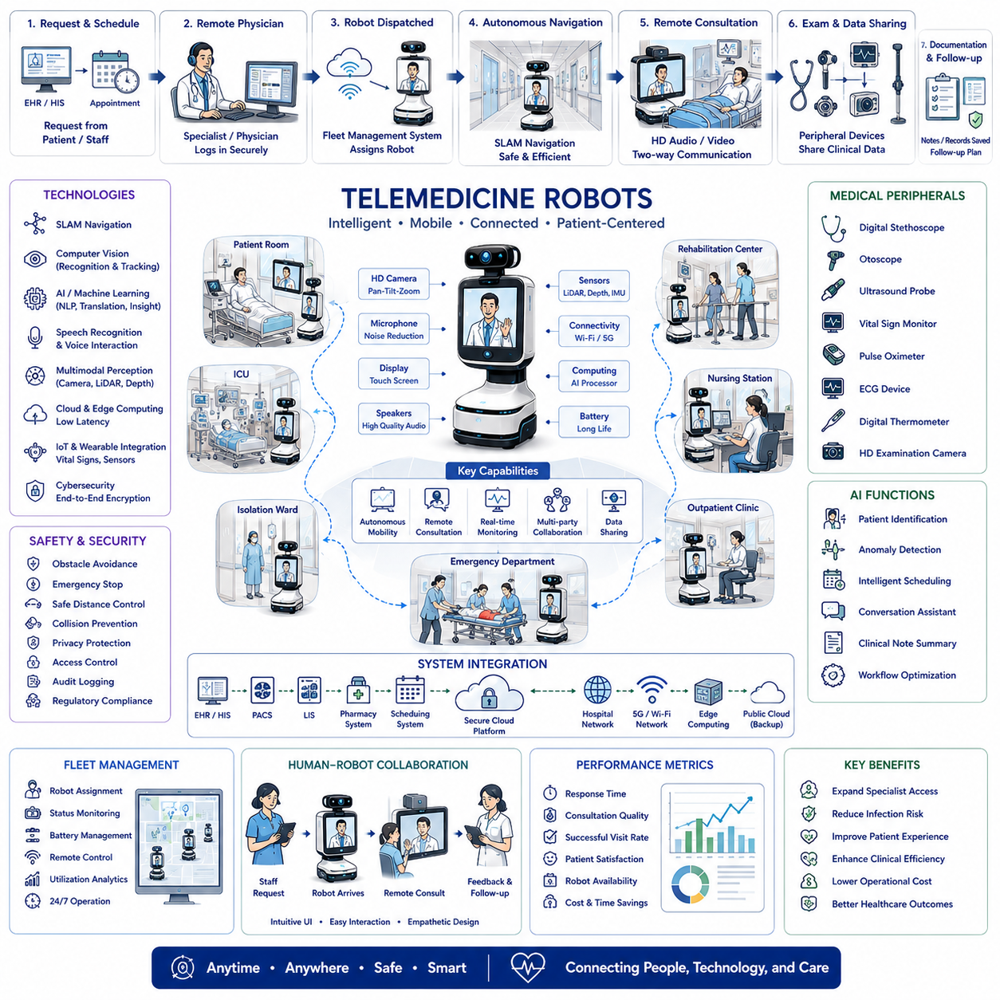 1. Request & Schedule
EHR / HIS
Appointment
Request from
Patient / Staff
2. Remote Physician
Specialist / Physician
Logs in Securely
3. Robot Dispatched
Fleet Management System
Assigns Robot
4. Autonomous Navigation
SLAM Navigation
Safe & Efficient
5. Remote Consultation
HD Audio / Video
Two-way Communication
6. Exam & Data Sharing
Peripheral Devices
Share Clinical Data
7. Documentation
& Follow-up
Notes / Records Saved
Follow-up Plan
TECHNOLOGIES
SLAM Navigation
Computer Vision
(Recognition & Tracking)
AI / Machine Learning
(NLP, Translation, Insight)
Speech Recognition
& Voice Interaction
Multimodal Perception
(Camera, LiDAR, Depth)
Cloud & Edge Computing
Low Latency
IoT & Wearable Integration
Vital Signs, Sensors
Cybersecurity
End-to-End Encryption
SAFETY & SECURITY
Obstacle Avoidance
Emergency Stop
Safe Distance Control
Collision Prevention
Privacy Protection
Access Control
Audit Logging
Regulatory Compliance
TELEMEDICINE ROBOTS
Intelligent • Mobile • Connected • Patient-Centered
Patient Room
ICU
Isolation Ward
HD Camera
Pan-Tilt-Zoom
Microphone
Noise Reduction
Display
Touch Screen
Speakers
High Quality Audio
Sensors
LiDAR, Depth, IMU
Connectivity
Wi-Fi / 5G
Computing
AI Processor
Battery
Long Life
Rehabilitation Center
Nursing Station
Outpatient Clinic
Key Capabilities
Autonomous
Mobility
Remote
Consultation
Real-time
Monitoring
Multi-party
Collaboration
Data
Sharing
Emergency Department
MEDICAL PERIPHERALS
Digital Stethoscope
Otoscope
Ultrasound Probe
Vital Sign Monitor
Pulse Oximeter
ECG Device
Digital Thermometer
HD Examination Camera
AI FUNCTIONS
Patient Identification
Anomaly Detection
Intelligent Scheduling
Conversation Assistant
Clinical Note Summary
Workflow Optimization
SYSTEM INTEGRATION
EHR / HIS
PACS
LIS
Pharmacy
System
Scheduing
System
Secure Cloud
Platform
Hospital
Network
5G / Wi-Fi
Network
Edge
Computing
Public Cloud
(Backup)
FLEET MANAGEMENT
Robot Assignment
Status Monitoring
Battery Management
Remote Control
Utilization Analytics
24/7 Operation
HUMAN–ROBOT COLLABORATION
Staff
Request
Robot Arrives
Remote Consult
Feedback &
Follow-up
Intuitive UI • Easy Interaction • Empathetic Design
PERFORMANCE METRICS
Response Time
Consultation Quality
Successful Visit Rate
Patient Satisfaction
Robot Availability
Cost & Time Savings
KEY BENEFITS
Expand Specialist Access
Reduce Infection Risk
Improve Patient Experience
Enhance Clinical Efficiency
Lower Operational Cost
Better Healthcare Outcomes
Anytime • Anywhere • Safe • Smart
Connecting People, Technology, and Care